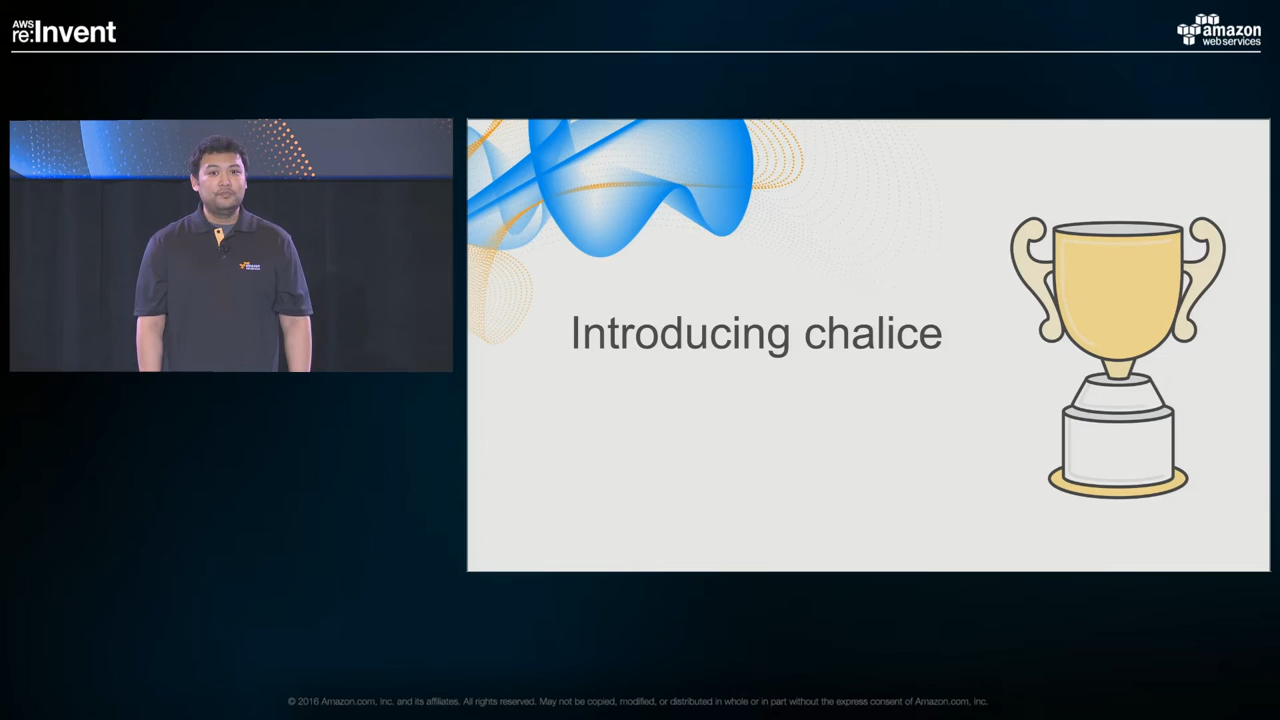 AWS
re:Invent
amazon
web services
Introducing chalice
© 2016 Amazon.com, Inc. and its affiliates. All rights reserved. May not be copied, modified, or distributed in whole or in part without the express consent of Amazon.com, Inc.